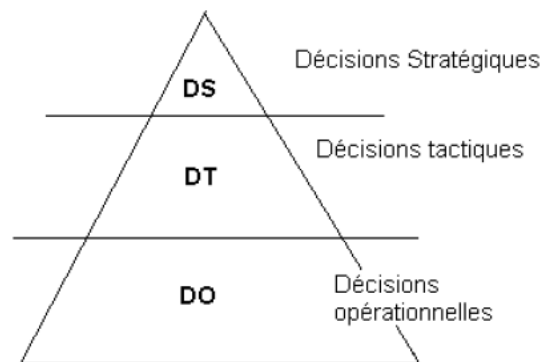 Décisions Stratégiques
DS
Décisions tactiques
DT
Décisions
opérationnelles
DO